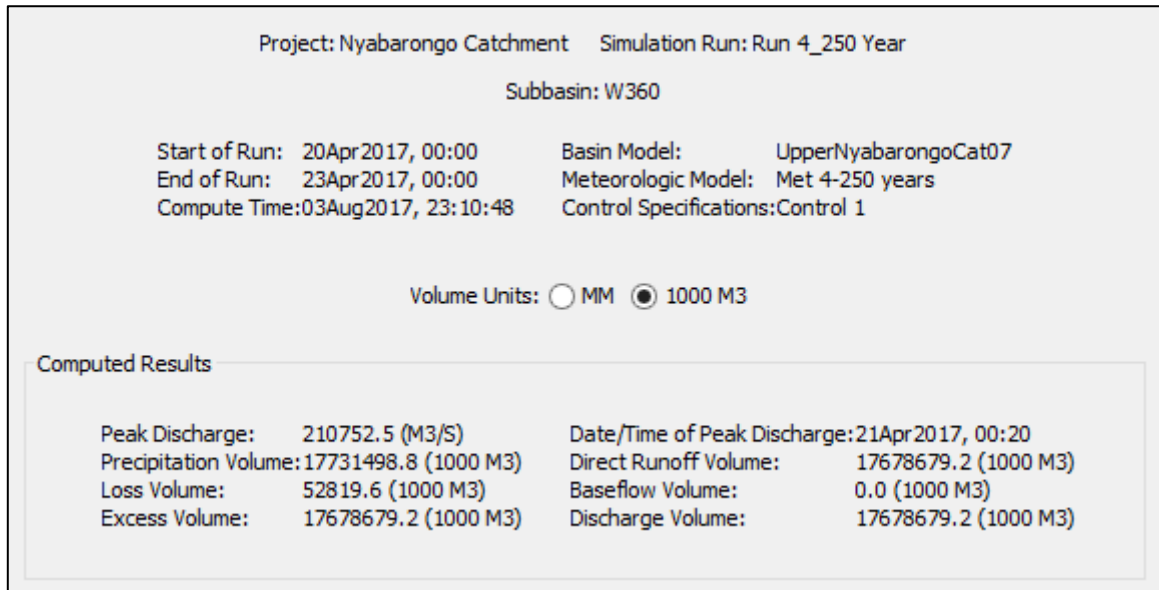 Project: Nyabarongo Catchment Simulation Run: Run 4_250 Year
Subbasin: W360
Start of Run: 20Apr2017, 00:00 Basin Model: UpperNyabarongoCat07
End of Run: 23Apr2017, 00:00 Meteorologic Model: Met 4-250 years
Compute Time:03Aug2017, 23:10:48 Control Specifications:Control 1
Volume Units: MM 1000 M3
Computed Results
Peak Discharge: 210752.5 (M3/S) Date/Time of Peak Discharge:21Apr2017, 00:20
Precipitation Volume:17731498.8 (1000 M3) Direct Runoff Volume: 17678679.2 (1000 M3)
Loss Volume: 52819.6 (1000 M3) Baseflow Volume: 0.0 (1000 M3)
Excess Volume: 17678679.2 (1000 M3) Discharge Volume: 17678679.2 (1000 M3)